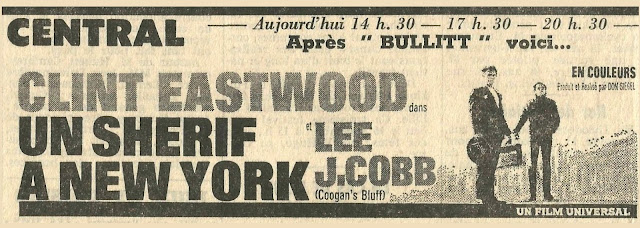 CENTRAL
Aujourd'hui 14 h. 30 — 17 h. 30 — 20 h. 30
Après " BULLITT " voici...
CLINT EASTWOOD dans
UN SHERIF
A NEW YORK
et LEE
J.COBB
(Coogan's Bluff)
EN COULEURS
Produit et Realisé par DON SIEGEL
UN FILM UNIVERSAL